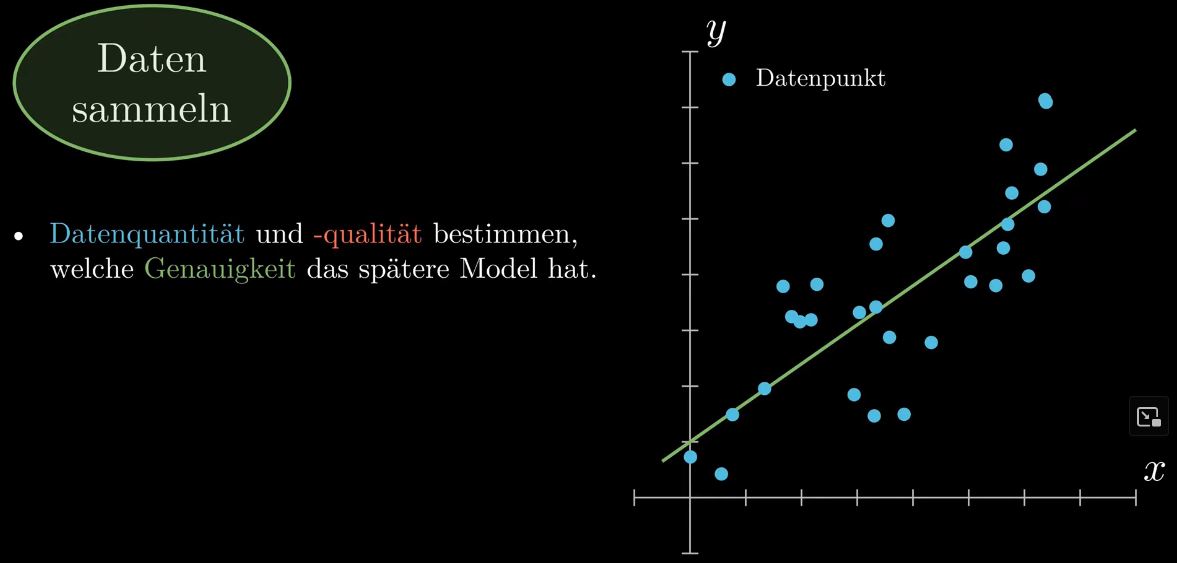 Daten
sammeln
• Datenquantität und -qualität bestimmen,
welche Genauigkeit das spätere Model hat.
y
Datenpunkt
x